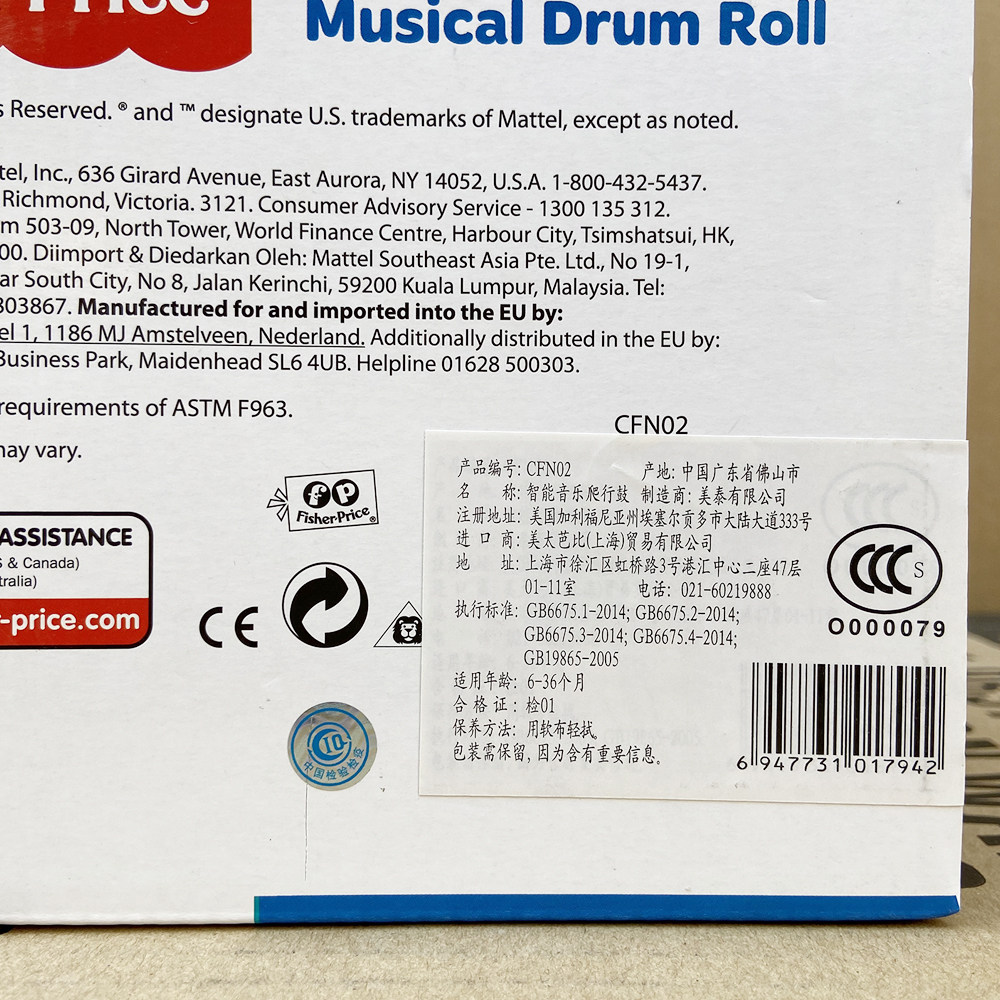 Price
Musical Drum Roll
s Reserved. ® and ™ designate U.S. trademarks of Mattel, except as noted.
tel, Inc., 636 Girard Avenue, East Aurora, NY 14052, U.S.A. 1-800-432-5437.
Richmond, Victoria. 3121. Consumer Advisory Service - 1300 135 312.
m 503-09, North Tower, World Finance Centre, Harbour City, Tsimshatsui, HK,
00. Diimport & Diedarkan Oleh: Mattel Southeast Asia Pte. Ltd., No 19-1,
ar South City, No 8, Jalan Kerinchi, 59200 Kuala Lumpur, Malaysia. Tel:
803867. Manufactured for and imported into the EU by:
el 1, 1186 MJ Amstelveen, Nederland. Additionally distributed in the EU by:
Business Park, Maidenhead SL6 4UB. Helpline 01628 500303.
requirements of ASTM F963.
CFN02
may vary.
fp
Fisher-Price®
ASSISTANCE
S & Canada)
tralia)
r-price.com
CE
产品编号: CFN02 产地: 中国广东省佛山市
名 称: 智能音乐爬行鼓 制造商: 美泰有限公司
注册地址: 美国加利福尼亚州埃塞尔贡多市大陆大道333号
进 口 商: 美太芭比(上海)贸易有限公司
地 址: 上海市徐汇区虹桥路3号港汇中心二座47层
01-11室 电话: 021-60219888
执行标准: GB6675.1-2014; GB6675.2-2014;
GB6675.3-2014; GB6675.4-2014;
GB19865-2005
适用年龄: 6-36个月
合 格 证: 检01
保养方法: 用软布轻拭。
包装需保留, 因为含有重要信息。
CCC S
0000079
6 947731 017942
CIQ
中国检验检疫